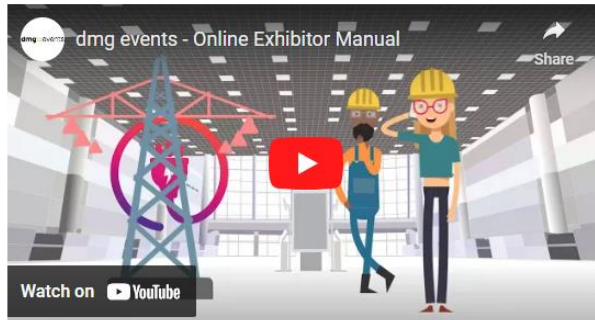 dmg events
dmg events - Online Exhibitor Manual
Share
Watch on YouTube